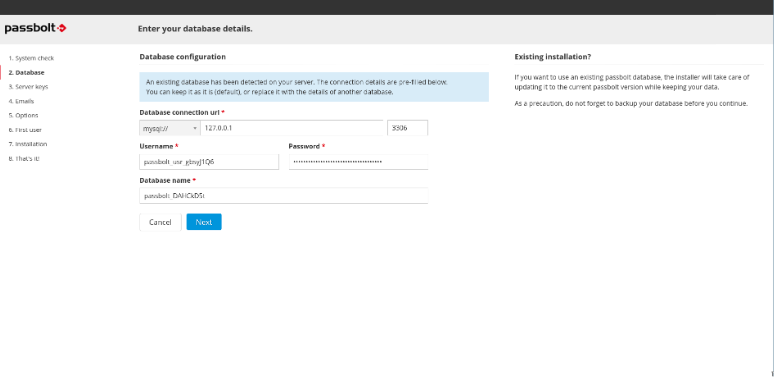 passbolt
Enter your database details.
1. System check
2. Database
3. Server keys
4. Emails
5. Options
6. First user
7. Installation
8. That's it!
Database configuration
An existing database has been detected on your server. The connection details are pre-filled below.
You can keep it as it is (default), or replace it with the details of another database.
Database connection url *
mysql:// 127.0.0.1 3306
Username * Password *
Database name *
Cancel Next
Existing installation?
If you want to use an existing passbolt database, the installer will take care of
updating it to the current passbolt version while keeping your data.
As a precaution, do not forget to backup your database before you continue.